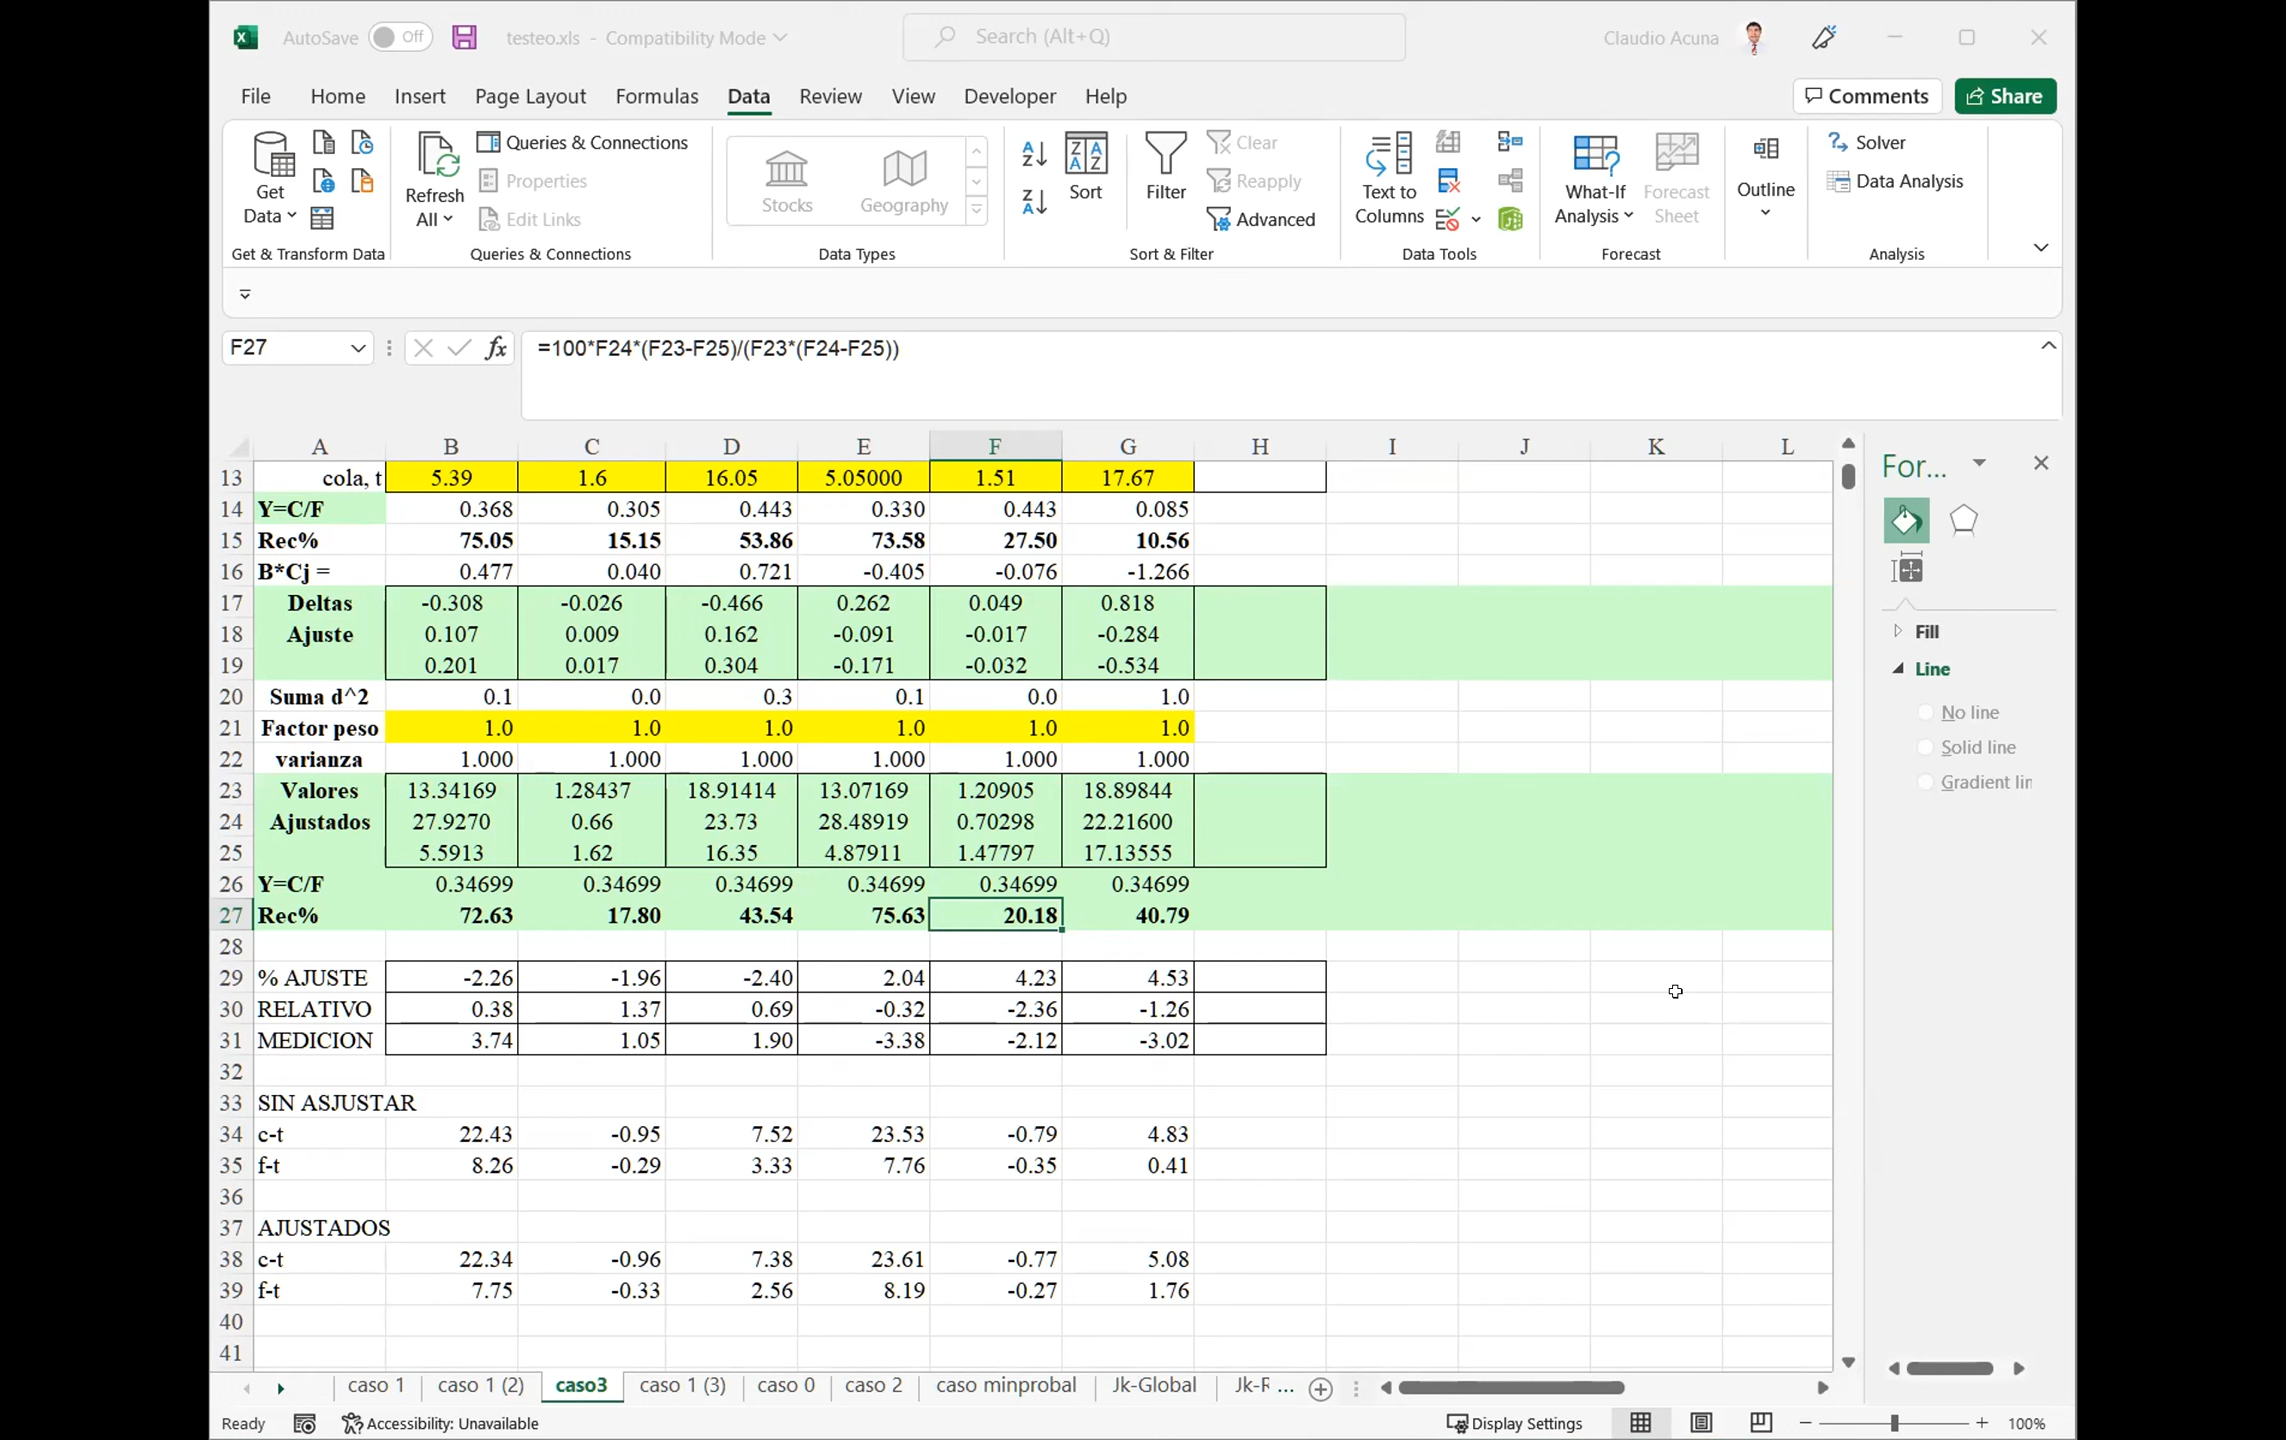 AutoSave Off testeo.xls - Compatibility Mode Search (Alt+Q) Claudio Acuna
File Home Insert Page Layout Formulas Data Review View Developer Help Comments Share
Get Data Refresh All Queries & Connections Properties Edit Links Stocks Geography Sort Filter Clear Reapply Advanced Text to Columns What-If Analysis Forecast Sheet Outline Solver Data Analysis
Get & Transform Data Queries & Connections Data Types Sort & Filter Data Tools Forecast Analysis
F27 fx =100*F24*(F23-F25)/(F23*(F24-F25))
A B C D E F G H I J K L
13 cola, t 5.39 1.6 16.05 5.05000 1.51 17.67
14 Y=C/F 0.368 0.305 0.443 0.330 0.443 0.085
15 Rec% 75.05 15.15 53.86 73.58 27.50 10.56
16 B*Cj = 0.477 0.040 0.721 -0.405 -0.076 -1.266
17 Deltas -0.308 -0.026 -0.466 0.262 0.049 0.818
18 Ajuste 0.107 0.009 0.162 -0.091 -0.017 -0.284
19 0.201 0.017 0.304 -0.171 -0.032 -0.534
20 Suma d^2 0.1 0.0 0.3 0.1 0.0 1.0
21 Factor peso 1.0 1.0 1.0 1.0 1.0 1.0
22 varianza 1.000 1.000 1.000 1.000 1.000 1.000
23 Valores 13.34169 1.28437 18.91414 13.07169 1.20905 18.89844
24 Ajustados 27.9270 0.66 23.73 28.48919 0.70298 22.21600
25 5.5913 1.62 16.35 4.87911 1.47797 17.13555
26 Y=C/F 0.34699 0.34699 0.34699 0.34699 0.34699 0.34699
27 Rec% 72.63 17.80 43.54 75.63 20.18 40.79
28
29 % AJUSTE -2.26 -1.96 -2.40 2.04 4.23 4.53
30 RELATIVO 0.38 1.37 0.69 -0.32 -2.36 -1.26
31 MEDICION 3.74 1.05 1.90 -3.38 -2.12 -3.02
32
33 SIN ASJUSTAR
34 c-t 22.43 -0.95 7.52 23.53 -0.79 4.83
35 f-t 8.26 -0.29 3.33 7.76 -0.35 0.41
36
37 AJUSTADOS
38 c-t 22.34 -0.96 7.38 23.61 -0.77 5.08
39 f-t 7.75 -0.33 2.56 8.19 -0.27 1.76
40
41
For...
Fill
Line
No line
Solid line
Gradient lin
caso 1 caso 1 (2) caso3 caso 1 (3) caso 0 caso 2 caso minprobal Jk-Global Jk-F ...
Ready Accessibility: Unavailable Display Settings 100%